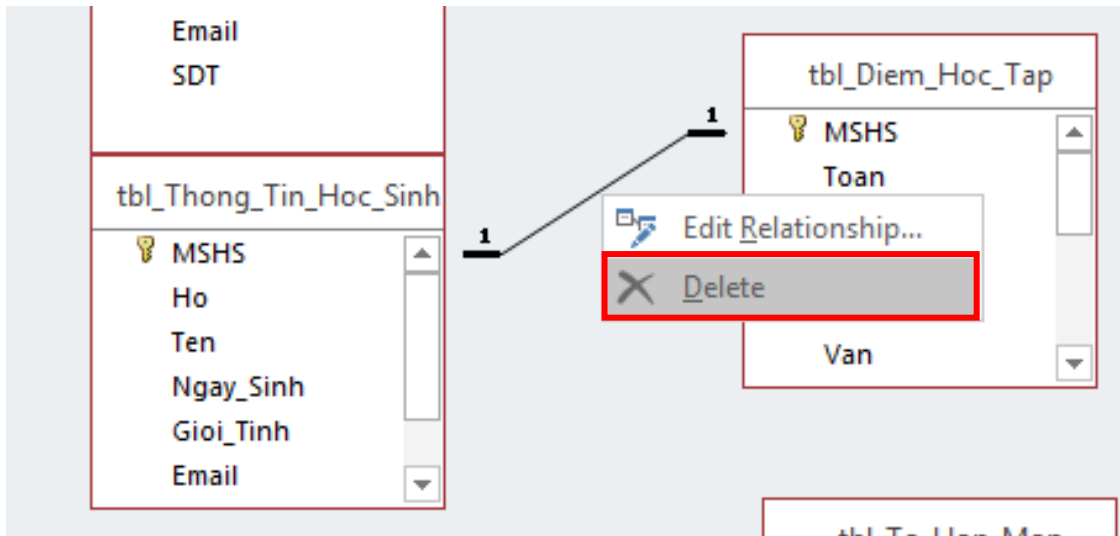 Email
SDT
tbl_Thong_Tin_Hoc_Sinh
MSHS
Ho
Ten
Ngay_Sinh
Gioi_Tinh
Email
1
1
tbl_Diem_Hoc_Tap
MSHS
Toan
Van
Edit Relationship...
Delete